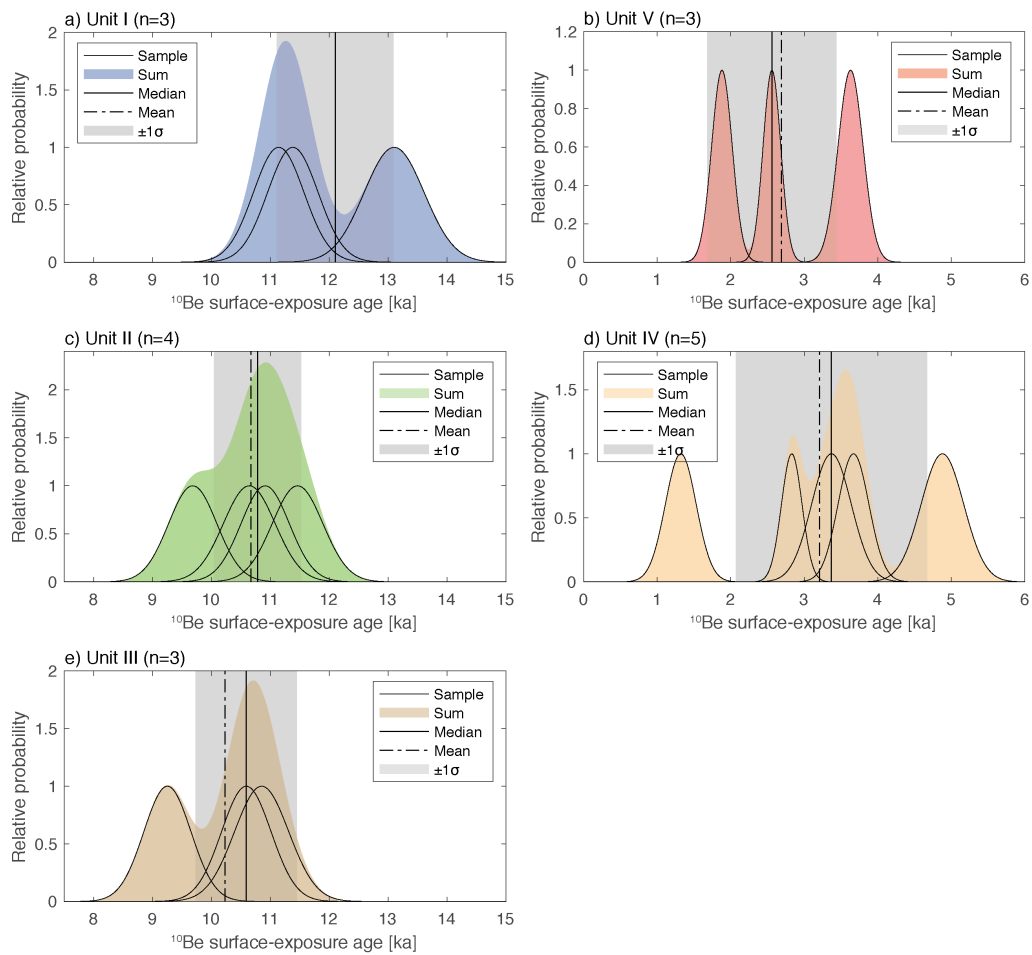 a) Unit I (n=3)
Relative probability
2
1.5
1
0.5
0
Sample
Sum
Median
Mean
±1σ
8 9 10 11 12 13 14 15
¹⁰Be surface-exposure age [ka]
b) Unit V (n=3)
Relative probability
1.2
1
0.8
0.6
0.4
0.2
0
Sample
Sum
Median
Mean
±1σ
0 1 2 3 4 5 6
¹⁰Be surface-exposure age [ka]
c) Unit II (n=4)
Relative probability
2
1.5
1
0.5
0
Sample
Sum
Median
Mean
±1σ
8 9 10 11 12 13 14 15
¹⁰Be surface-exposure age [ka]
d) Unit IV (n=5)
Relative probability
1.5
1
0.5
0
Sample
Sum
Median
Mean
±1σ
0 1 2 3 4 5 6
¹⁰Be surface-exposure age [ka]
e) Unit III (n=3)
Relative probability
2
1.5
1
0.5
0
Sample
Sum
Median
Mean
±1σ
8 9 10 11 12 13 14 15
¹⁰Be surface-exposure age [ka]